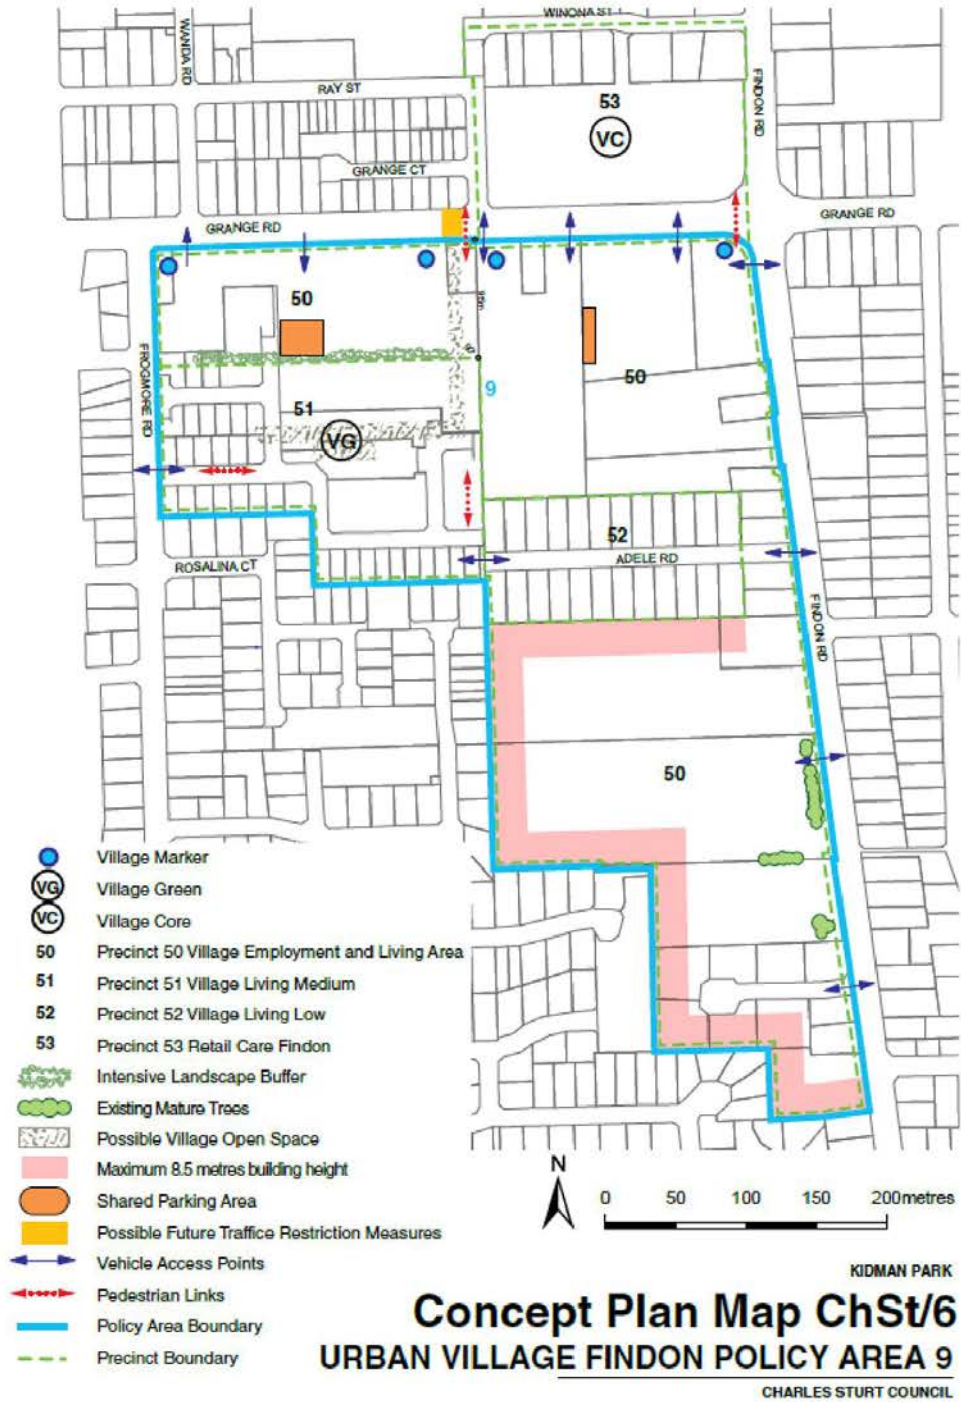 WINONA ST
WANDA RD
RAY ST
53
VC
FINDON RD
GRANGE CT
GRANGE RD
GRANGE RD
50
50
9
FROGMORE RD
51
VG
52
ADELE RD
ROSALINA CT
FINDON RD
50
Village Marker
VG Village Green
VC Village Core
50 Precinct 50 Village Employment and Living Area
51 Precinct 51 Village Living Medium
52 Precinct 52 Village Living Low
53 Precinct 53 Retail Care Findon
Intensive Landscape Buffer
Existing Mature Trees
Possible Village Open Space
Maximum 8.5 metres building height
Shared Parking Area
Possible Future Traffice Restriction Measures
Vehicle Access Points
Pedestrian Links
Policy Area Boundary
Precinct Boundary
N
0 50 100 150 200metres
KIDMAN PARK
Concept Plan Map ChSt/6
URBAN VILLAGE FINDON POLICY AREA 9
CHARLES STURT COUNCIL